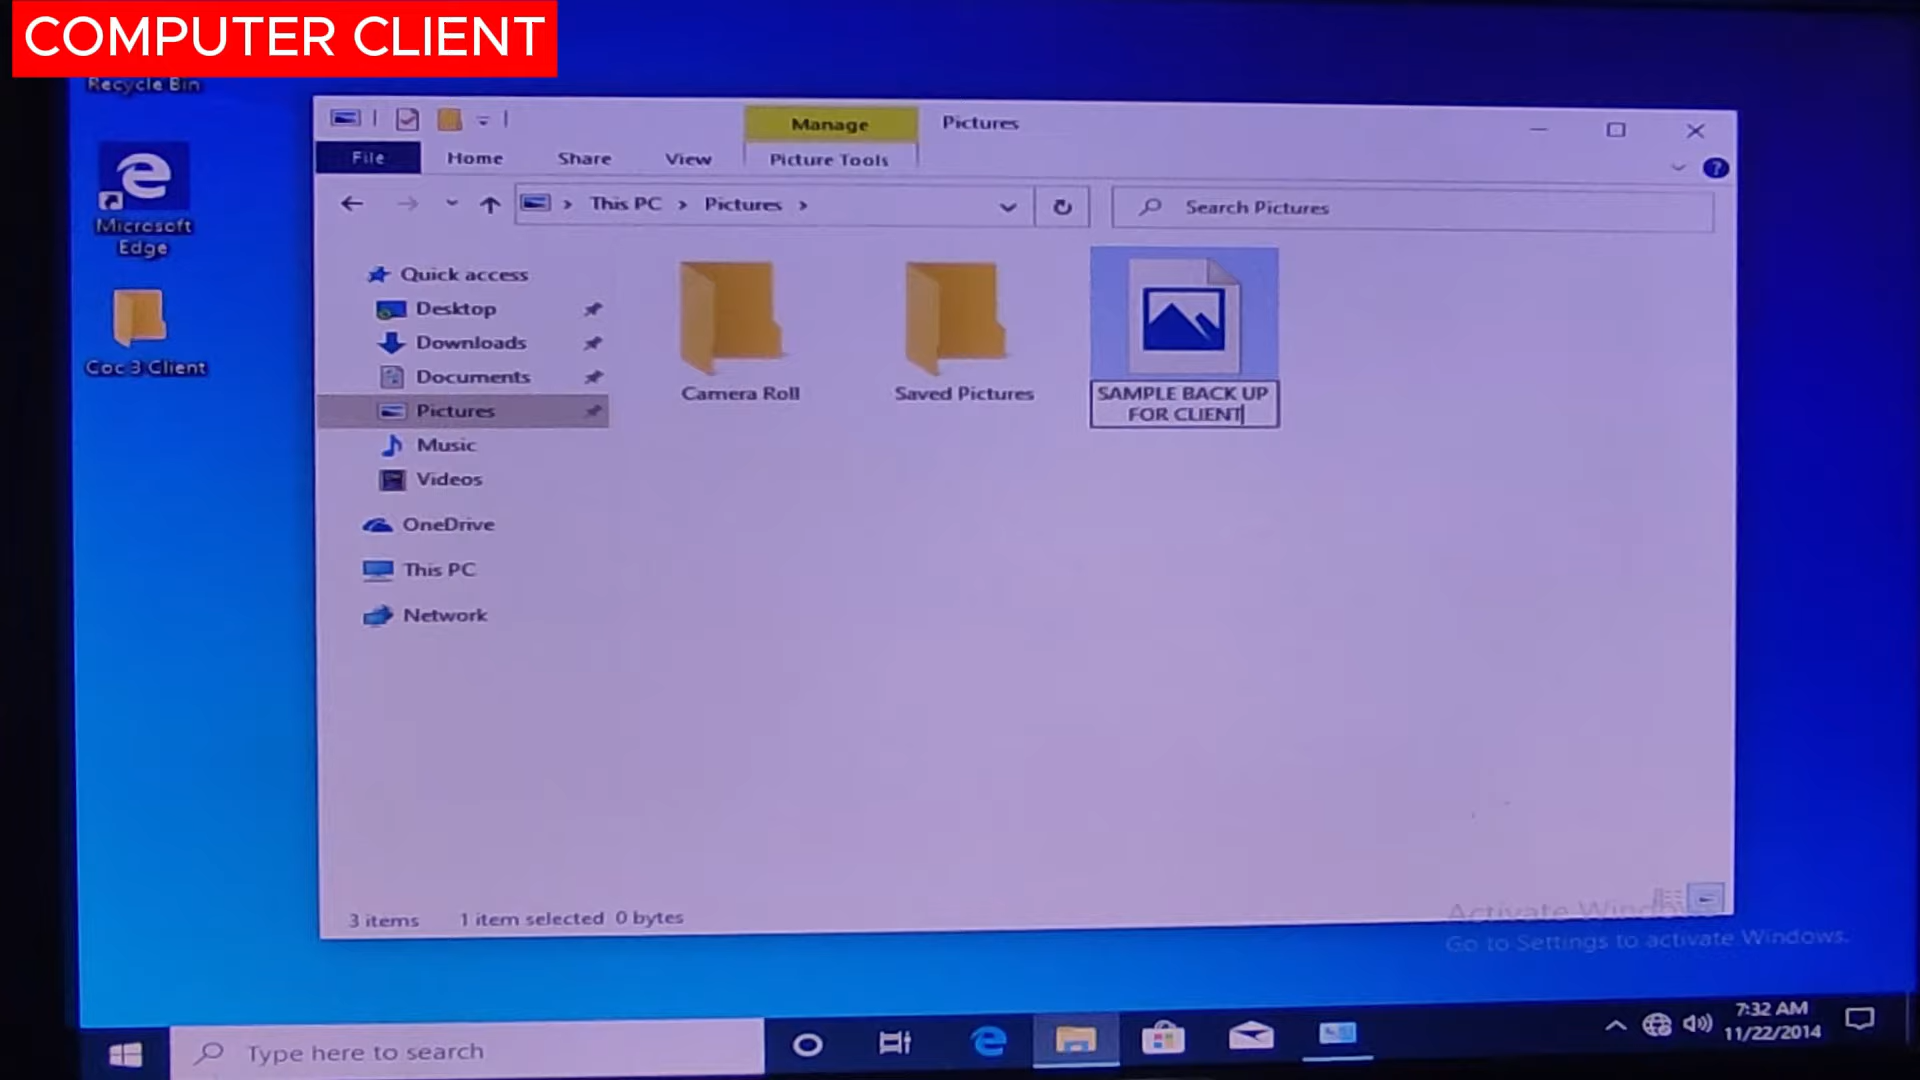 COMPUTER CLIENT
Recycle Bin
Manage
Pictures
File
Home
Share
View
Picture Tools
This PC
Pictures
Search Pictures
Microsoft
Edge
Quick access
Desktop
Downloads
Documents
Pictures
Music
Videos
OneDrive
This PC
Network
Camera Roll
Saved Pictures
SAMPLE BACK UP
FOR CLIENT
Coc 3 Client
3 items
1 item selected 0 bytes
Activate Windows
Go to Settings to activate Windows.
Type here to search
7:32 AM
11/22/2014